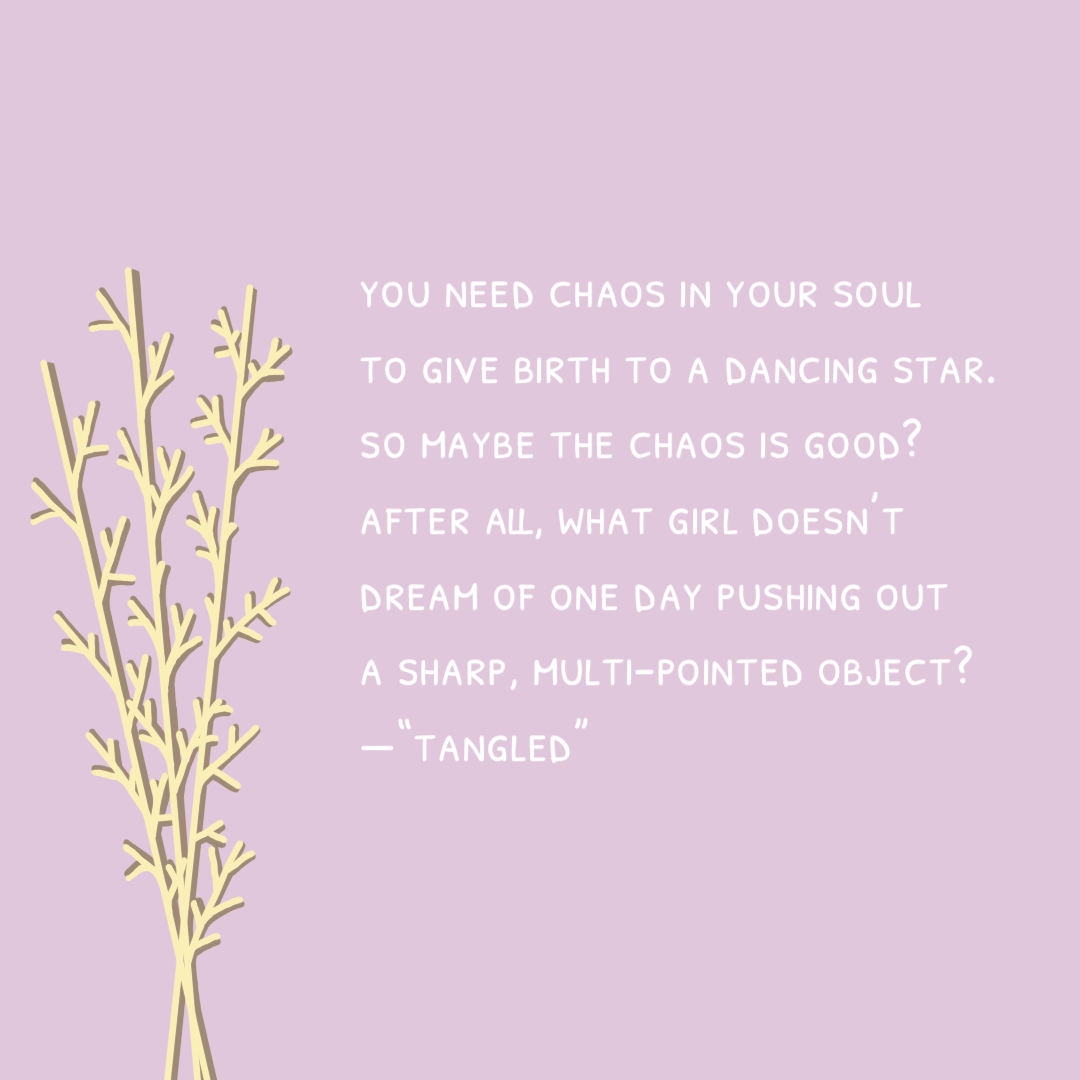 YOU NEED CHAOS IN YOUR SOUL
TO GIVE BIRTH TO A DANCING STAR.
SO MAYBE THE CHAOS IS GOOD?
AFTER ALL, WHAT GIRL DOESN'T
DREAM OF ONE DAY PUSHING OUT
A SHARP, MULTI-POINTED OBJECT?
—“TANGLED”